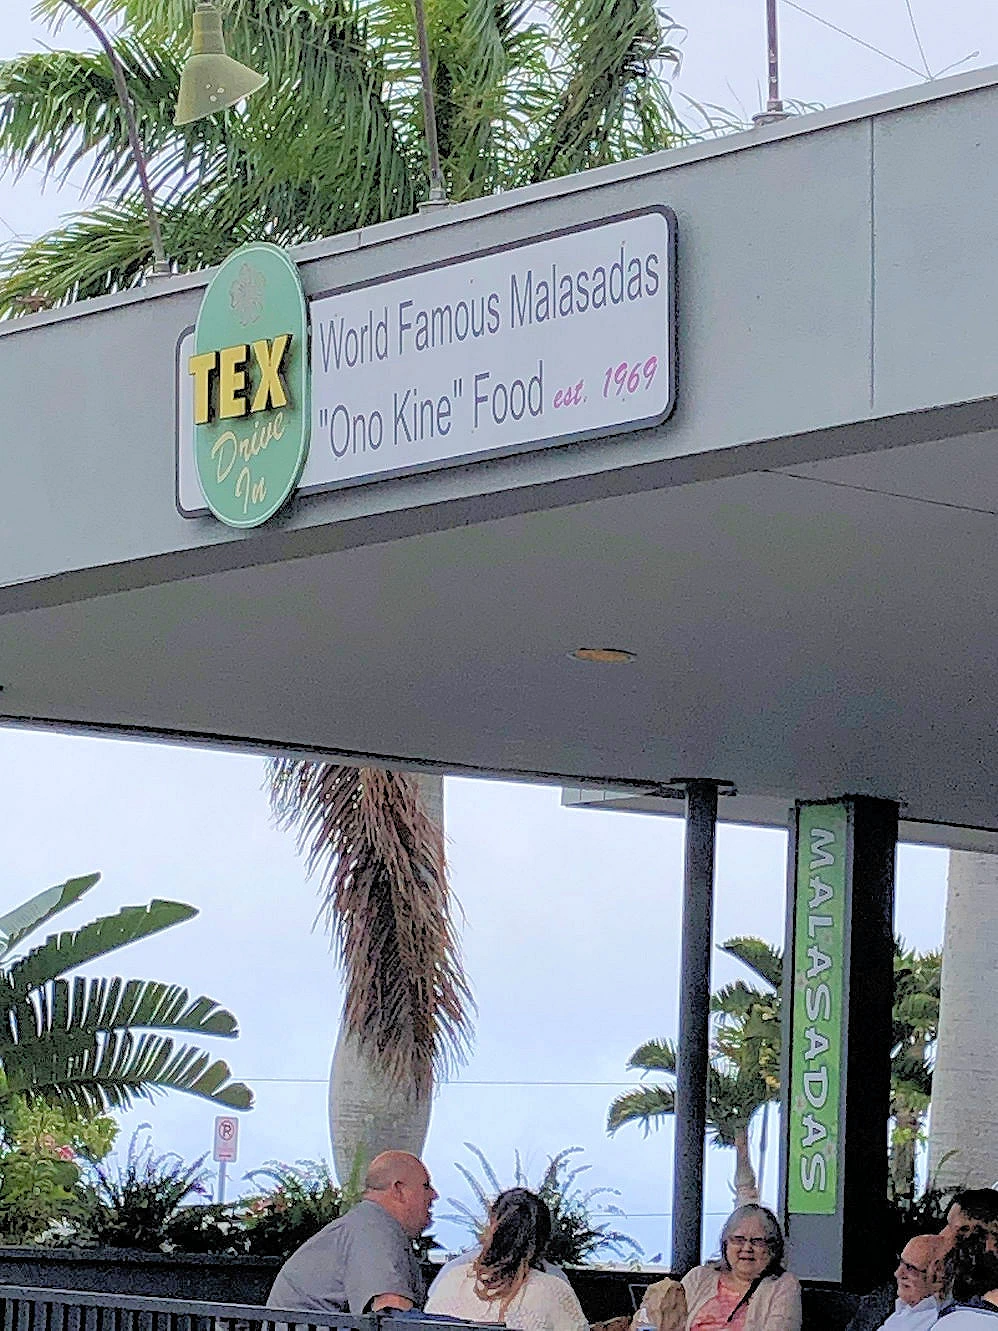 TEX
Drive
In
World Famous Malasadas
"Ono Kine" Food est. 1969
MALASADAS
P